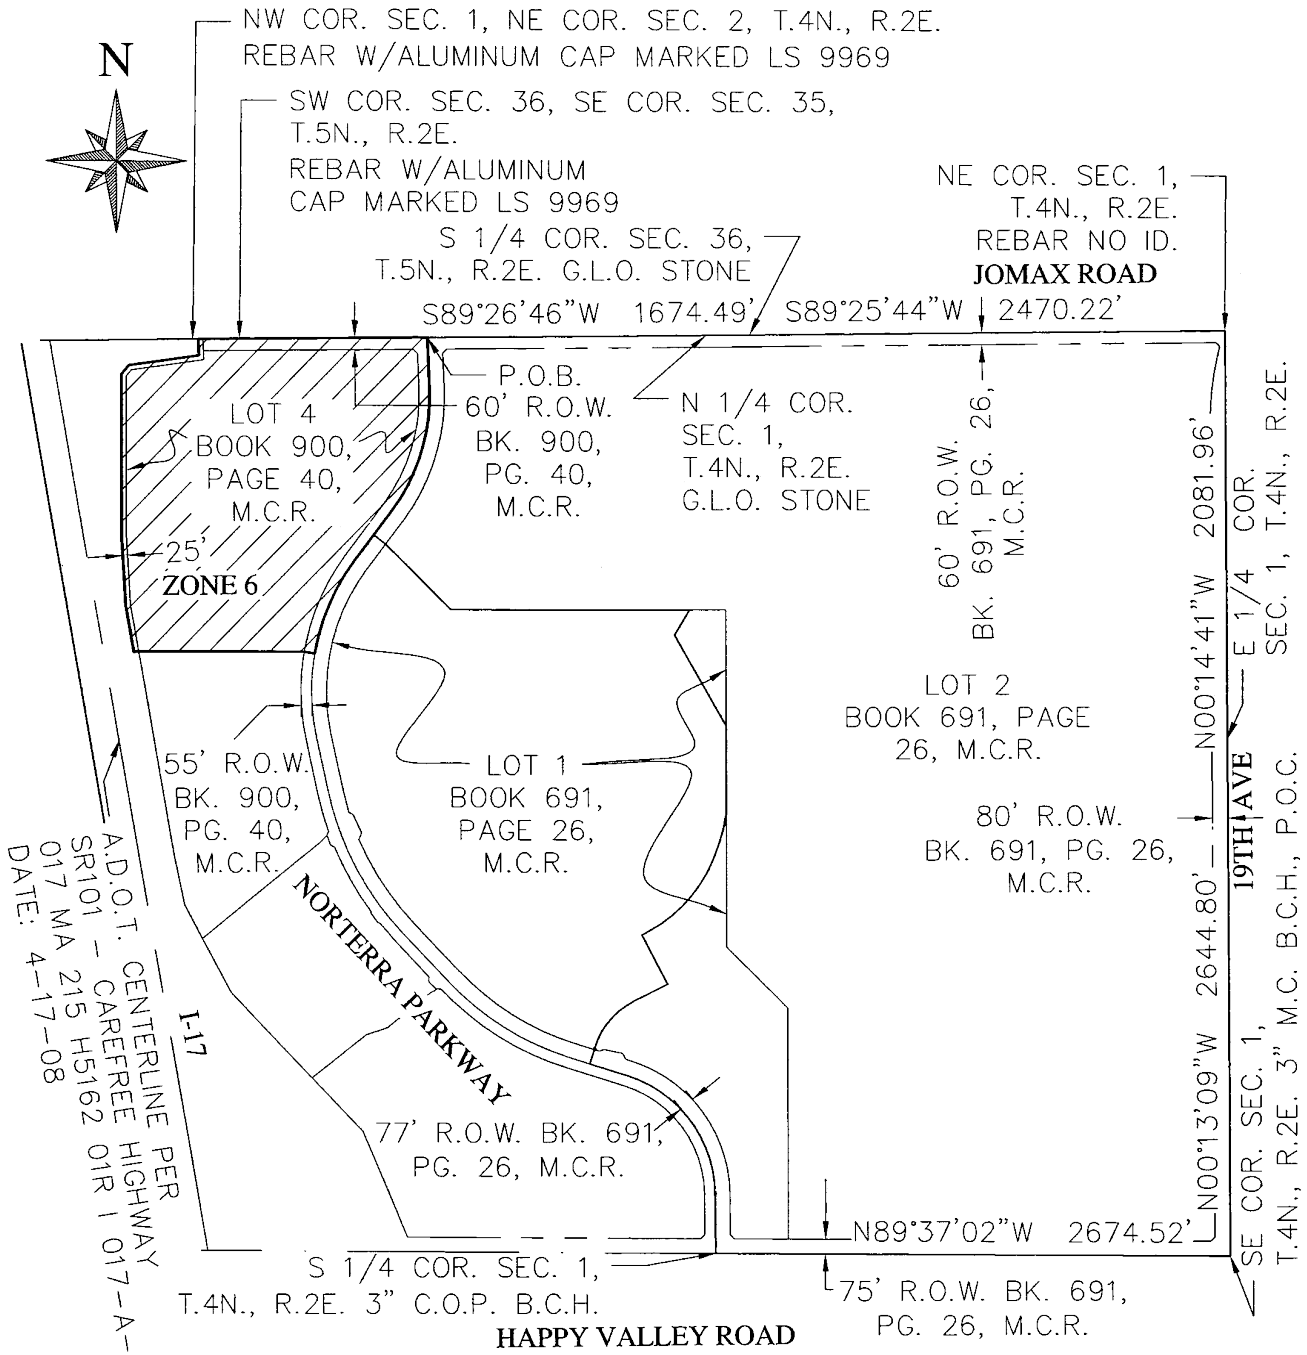 NW COR. SEC. 1, NE COR. SEC. 2, T.4N., R.2E.
REBAR W/ALUMINUM CAP MARKED LS 9969
N
SW COR. SEC. 36, SE COR. SEC. 35,
T.5N., R.2E.
REBAR W/ALUMINUM
CAP MARKED LS 9969
NE COR. SEC. 1,
T.4N., R.2E.
REBAR NO ID.
S 1/4 COR. SEC. 36,
T.5N., R.2E. G.L.O. STONE
JOMAX ROAD
S89°26'46"W 1674.49'
S89°25'44"W 2470.22'
P.O.B.
60' R.O.W.
BK. 900,
PG. 40,
M.C.R.
LOT 4
BOOK 900,
PAGE 40,
M.C.R.
N 1/4 COR.
SEC. 1,
T.4N., R.2E.
G.L.O. STONE
60' R.O.W.
BK. 691, PG. 26,
M.C.R.
N00°14'41"W 2081.96'
E 1/4 COR.
SEC. 1, T.4N., R.2E.
25'
ZONE 6
LOT 2
BOOK 691, PAGE
26, M.C.R.
55' R.O.W.
BK. 900,
PG. 40,
M.C.R.
LOT 1
BOOK 691,
PAGE 26,
M.C.R.
80' R.O.W.
BK. 691, PG. 26,
M.C.R.
19TH AVE
N00°13'09"W 2644.80'
SE COR. SEC. 1,
T.4N., R.2E. 3" M.C. B.C.H., P.O.C.
NORTERRA PARKWAY
I-17
A.D.O.T. CENTERLINE PER
SR101 - CAREFREE HIGHWAY
017 MA 215 H5162 01R I 017-A-
DATE: 4-17-08
77' R.O.W. BK. 691,
PG. 26, M.C.R.
N89°37'02"W 2674.52'
S 1/4 COR. SEC. 1,
T.4N., R.2E. 3" C.O.P. B.C.H.
75' R.O.W. BK. 691,
PG. 26, M.C.R.
HAPPY VALLEY ROAD